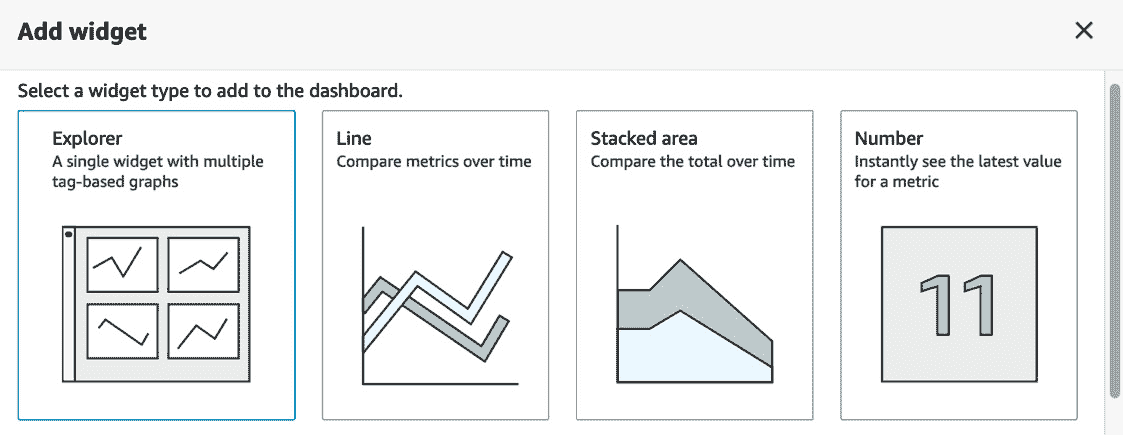 Add widget
Select a widget type to add to the dashboard.
Explorer
A single widget with multiple
tag-based graphs
Line
Compare metrics over time
Stacked area
Compare the total over time
Number
Instantly see the latest value
for a metric
11